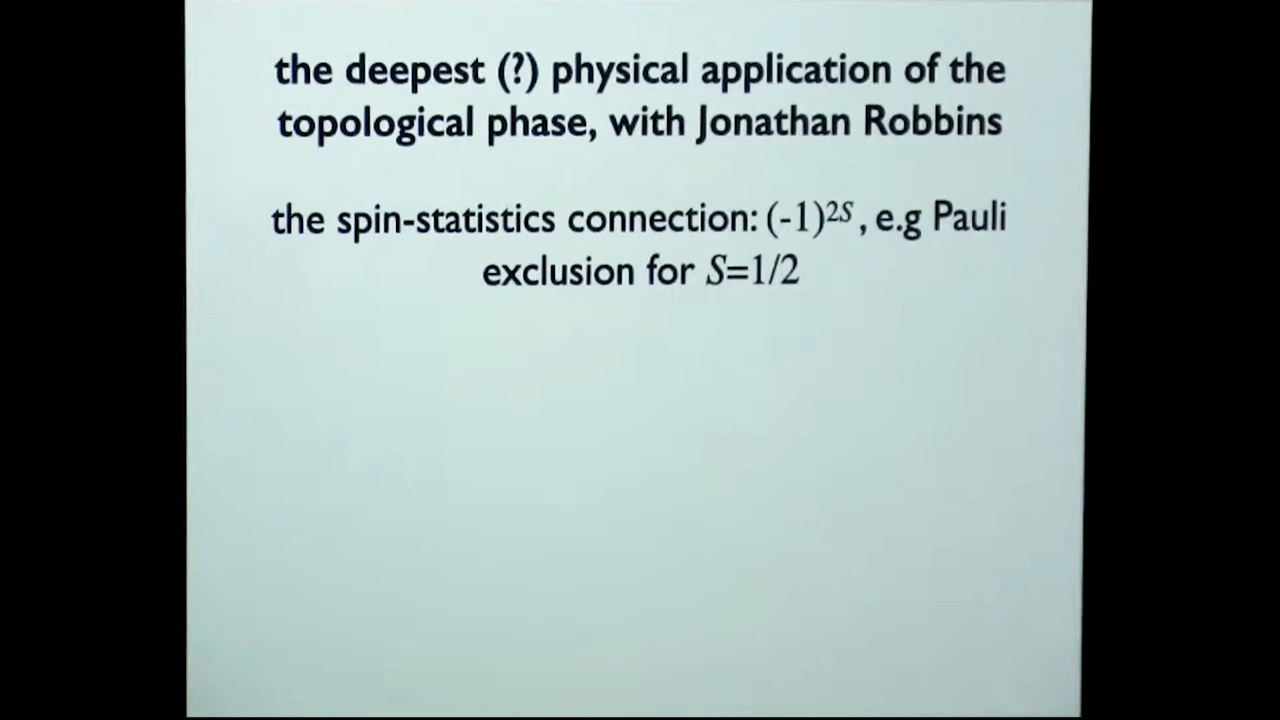 the deepest (?) physical application of the
topological phase, with Jonathan Robbins
the spin-statistics connection: (-1)²ˢ, e.g Pauli
exclusion for S=1/2